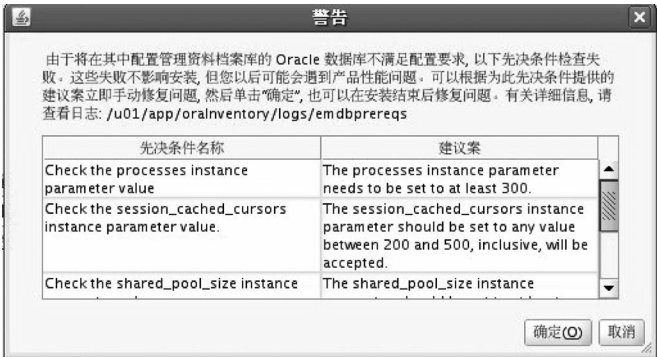 警告
由于将在其中配置管理资料档案库的 Oracle 数据库不满足配置要求, 以下先决条件检查失
败。这些失败不影响安装, 但您以后可能会遇到产品性能问题。可以根据为此先决条件提供的
建议案立即手动修复问题, 然后单击“确定”, 也可以在安装结束后修复问题。有关详细信息, 请
查看日志: /u01/app/oraInventory/logs/emdbprereqs
先决条件名称 建议案
Check the processes instance
parameter value
The processes instance parameter
needs to be set to at least 300.
Check the session_cached_cursors
instance parameter value.
The session_cached_cursors instance
parameter should be set to any value
between 200 and 500, inclusive, will be
accepted.
Check the shared_pool_size instance
The shared_pool_size instance
确定(O) 取消